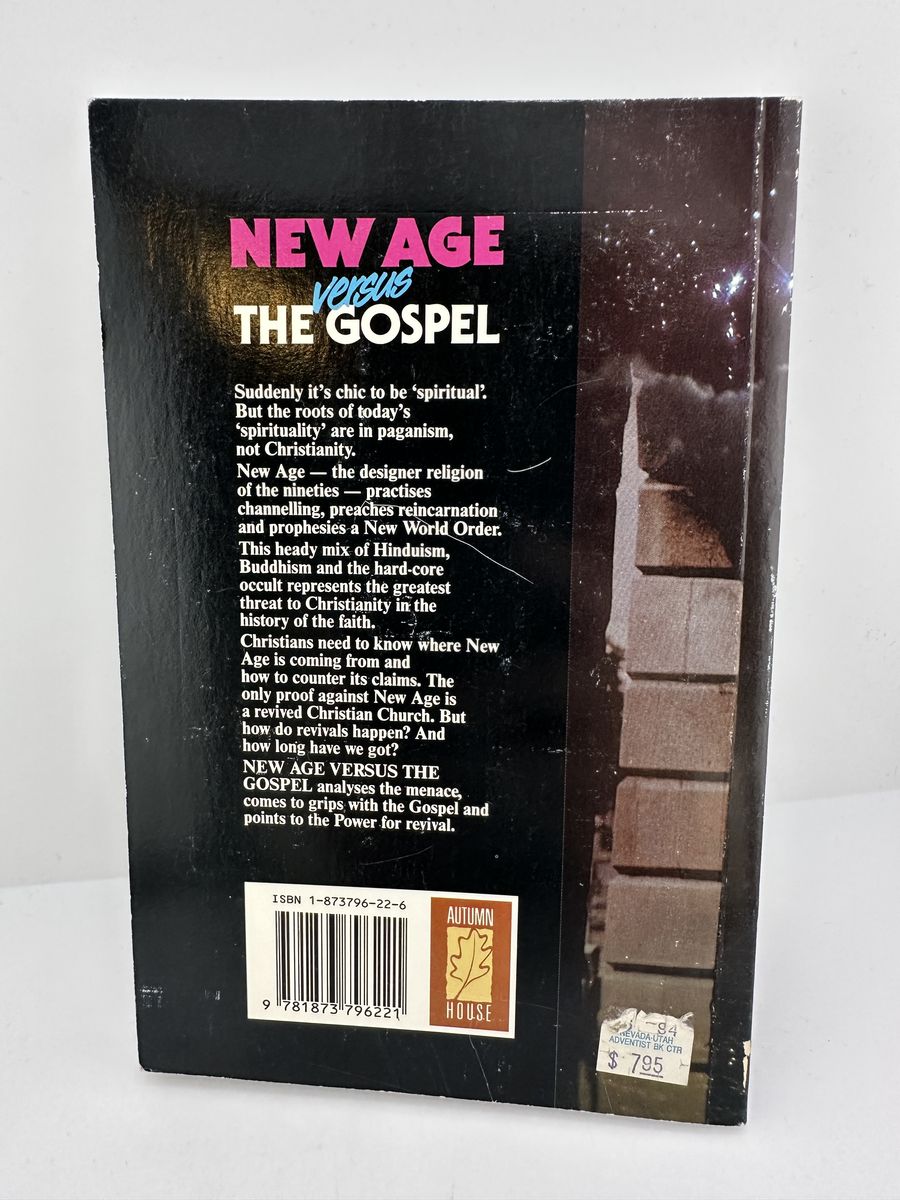 NEW AGE
versus
THE GOSPEL
Suddenly it's chic to be 'spiritual'.
But the roots of today's
'spirituality' are in paganism,
not Christianity.
New Age — the designer religion
of the nineties — practises
channelling, preaches reincarnation
and prophesies a New World Order.
This heady mix of Hinduism,
Buddhism and the hard-core
occult represents the greatest
threat to Christianity in the
history of the faith.
Christians need to know where New
Age is coming from and
how to counter its claims. The
only proof against New Age is
a revived Christian Church. But
how do revivals happen? And
how long have we got?
NEW AGE VERSUS THE
GOSPEL analyses the menace,
comes to grips with the Gospel and
points to the Power for revival.
ISBN 1-873796-22-6
9 781873 796221
AUTUMN
HOUSE
-94
NEVADA-UTAH
ADVENTIST BK CTR
$ 795